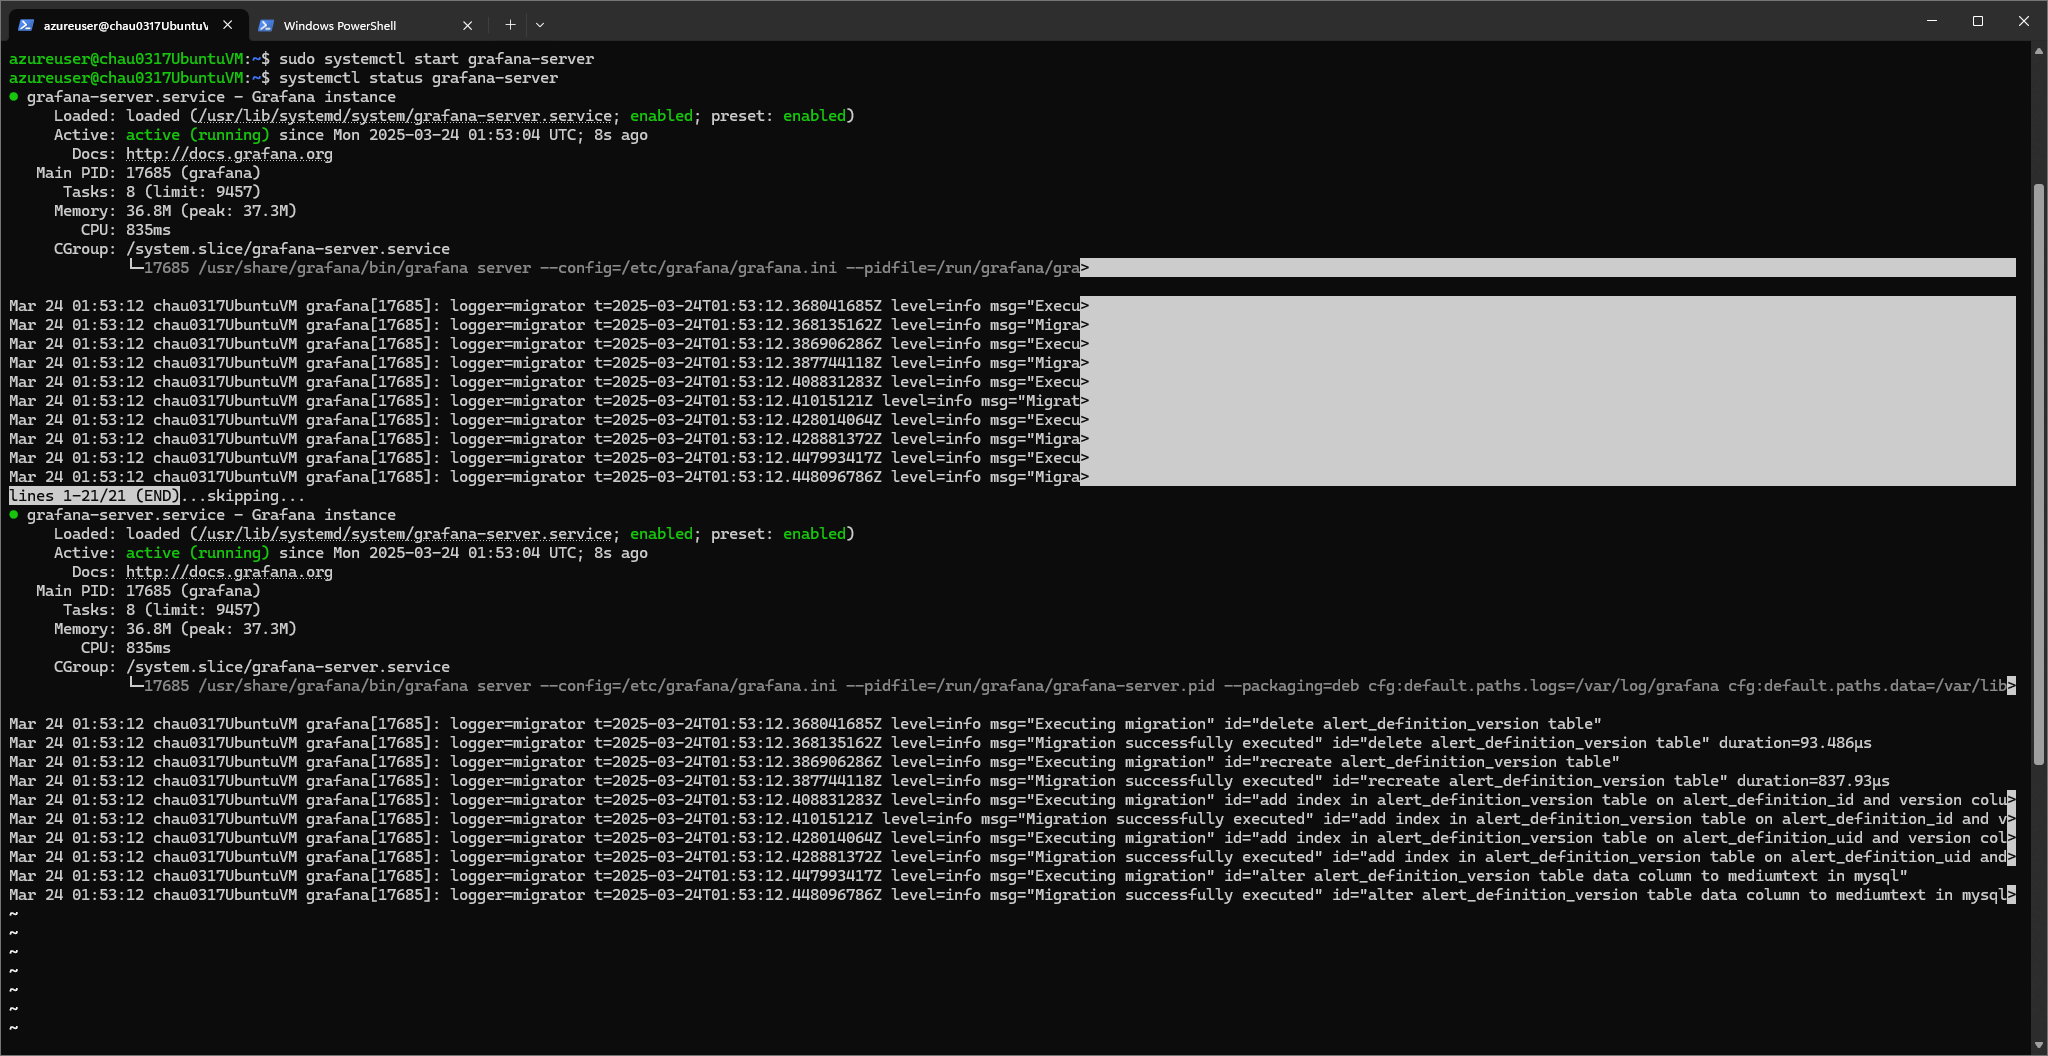 azureuser@chau0317UbuntuV
Windows PowerShell
azureuser@chau0317UbuntuVM:~$ sudo systemctl start grafana-server
azureuser@chau0317UbuntuVM:~$ systemctl status grafana-server
● grafana-server.service - Grafana instance
     Loaded: loaded (/usr/lib/systemd/system/grafana-server.service; enabled; preset: enabled)
     Active: active (running) since Mon 2025-03-24 01:53:04 UTC; 8s ago
       Docs: http://docs.grafana.org
   Main PID: 17685 (grafana)
      Tasks: 8 (limit: 9457)
     Memory: 36.8M (peak: 37.3M)
        CPU: 835ms
     CGroup: /system.slice/grafana-server.service
             └─17685 /usr/share/grafana/bin/grafana server --config=/etc/grafana/grafana.ini --pidfile=/run/grafana/gra>
Mar 24 01:53:12 chau0317UbuntuVM grafana[17685]: logger=migrator t=2025-03-24T01:53:12.368041685Z level=info msg="Execu>
Mar 24 01:53:12 chau0317UbuntuVM grafana[17685]: logger=migrator t=2025-03-24T01:53:12.368135162Z level=info msg="Migra>
Mar 24 01:53:12 chau0317UbuntuVM grafana[17685]: logger=migrator t=2025-03-24T01:53:12.386906286Z level=info msg="Execu>
Mar 24 01:53:12 chau0317UbuntuVM grafana[17685]: logger=migrator t=2025-03-24T01:53:12.387744118Z level=info msg="Migra>
Mar 24 01:53:12 chau0317UbuntuVM grafana[17685]: logger=migrator t=2025-03-24T01:53:12.408831283Z level=info msg="Execu>
Mar 24 01:53:12 chau0317UbuntuVM grafana[17685]: logger=migrator t=2025-03-24T01:53:12.41015121Z level=info msg="Migrat>
Mar 24 01:53:12 chau0317UbuntuVM grafana[17685]: logger=migrator t=2025-03-24T01:53:12.428014064Z level=info msg="Execu>
Mar 24 01:53:12 chau0317UbuntuVM grafana[17685]: logger=migrator t=2025-03-24T01:53:12.428881372Z level=info msg="Migra>
Mar 24 01:53:12 chau0317UbuntuVM grafana[17685]: logger=migrator t=2025-03-24T01:53:12.447993417Z level=info msg="Execu>
Mar 24 01:53:12 chau0317UbuntuVM grafana[17685]: logger=migrator t=2025-03-24T01:53:12.448096786Z level=info msg="Migra>
lines 1-21/21 (END)...skipping...
● grafana-server.service - Grafana instance
     Loaded: loaded (/usr/lib/systemd/system/grafana-server.service; enabled; preset: enabled)
     Active: active (running) since Mon 2025-03-24 01:53:04 UTC; 8s ago
       Docs: http://docs.grafana.org
   Main PID: 17685 (grafana)
      Tasks: 8 (limit: 9457)
     Memory: 36.8M (peak: 37.3M)
        CPU: 835ms
     CGroup: /system.slice/grafana-server.service
             └─17685 /usr/share/grafana/bin/grafana server --config=/etc/grafana/grafana.ini --pidfile=/run/grafana/grafana-server.pid --packaging=deb cfg:default.paths.logs=/var/log/grafana cfg:default.paths.data=/var/lib>
Mar 24 01:53:12 chau0317UbuntuVM grafana[17685]: logger=migrator t=2025-03-24T01:53:12.368041685Z level=info msg="Executing migration" id="delete alert_definition_version table"
Mar 24 01:53:12 chau0317UbuntuVM grafana[17685]: logger=migrator t=2025-03-24T01:53:12.368135162Z level=info msg="Migration successfully executed" id="delete alert_definition_version table" duration=93.486µs
Mar 24 01:53:12 chau0317UbuntuVM grafana[17685]: logger=migrator t=2025-03-24T01:53:12.386906286Z level=info msg="Executing migration" id="recreate alert_definition_version table"
Mar 24 01:53:12 chau0317UbuntuVM grafana[17685]: logger=migrator t=2025-03-24T01:53:12.387744118Z level=info msg="Migration successfully executed" id="recreate alert_definition_version table" duration=837.93µs
Mar 24 01:53:12 chau0317UbuntuVM grafana[17685]: logger=migrator t=2025-03-24T01:53:12.408831283Z level=info msg="Executing migration" id="add index in alert_definition_version table on alert_definition_id and version colu>
Mar 24 01:53:12 chau0317UbuntuVM grafana[17685]: logger=migrator t=2025-03-24T01:53:12.41015121Z level=info msg="Migration successfully executed" id="add index in alert_definition_version table on alert_definition_id and v>
Mar 24 01:53:12 chau0317UbuntuVM grafana[17685]: logger=migrator t=2025-03-24T01:53:12.428014064Z level=info msg="Executing migration" id="add index in alert_definition_version table on alert_definition_uid and version col>
Mar 24 01:53:12 chau0317UbuntuVM grafana[17685]: logger=migrator t=2025-03-24T01:53:12.428881372Z level=info msg="Migration successfully executed" id="add index in alert_definition_version table on alert_definition_uid and>
Mar 24 01:53:12 chau0317UbuntuVM grafana[17685]: logger=migrator t=2025-03-24T01:53:12.447993417Z level=info msg="Executing migration" id="alter alert_definition_version table data column to mediumtext in mysql"
Mar 24 01:53:12 chau0317UbuntuVM grafana[17685]: logger=migrator t=2025-03-24T01:53:12.448096786Z level=info msg="Migration successfully executed" id="alter alert_definition_version table data column to mediumtext in mysql>
~
~
~
~
~
~
~